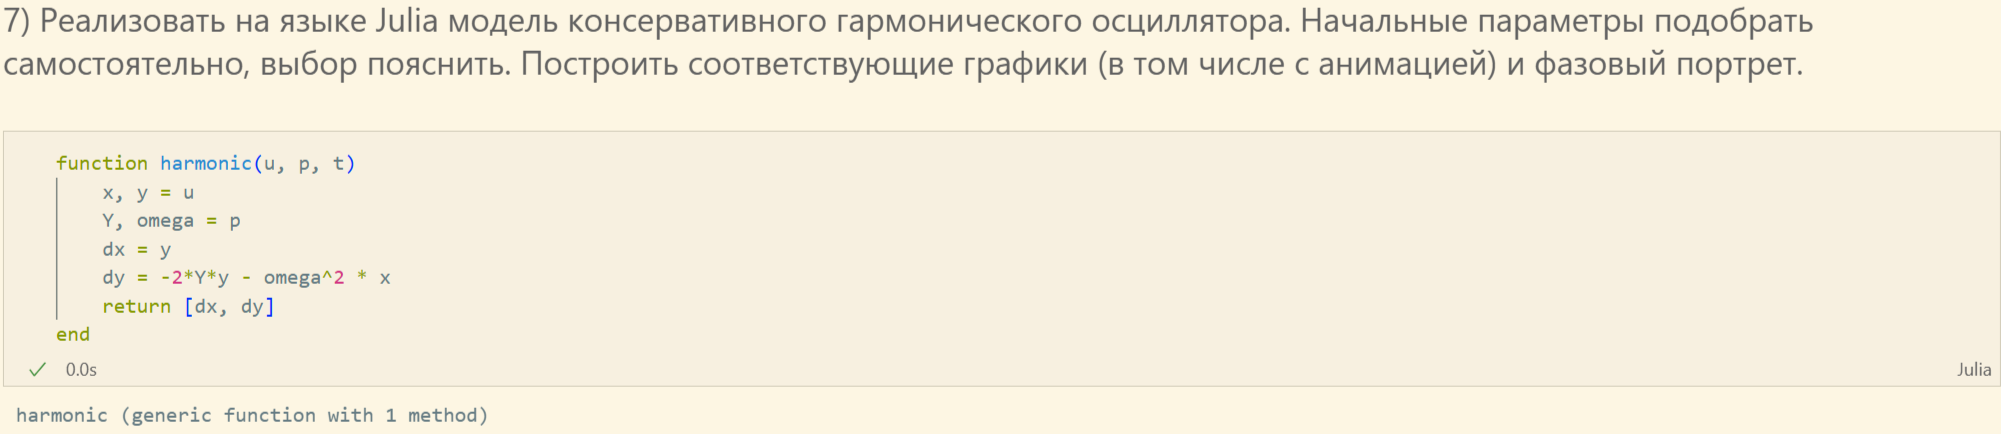 7) Реализовать на языке Julia модель консервативного гармонического осциллятора. Начальные параметры подобрать
самостоятельно, выбор пояснить. Построить соответствующие графики (в том числе с анимацией) и фазовый портрет.
function harmonic(u, p, t)
    x, y = u
    Y, omega = p
    dx = y
    dy = -2*Y*y - omega^2 * x
    return [dx, dy]
end
0.0s
Julia
harmonic (generic function with 1 method)